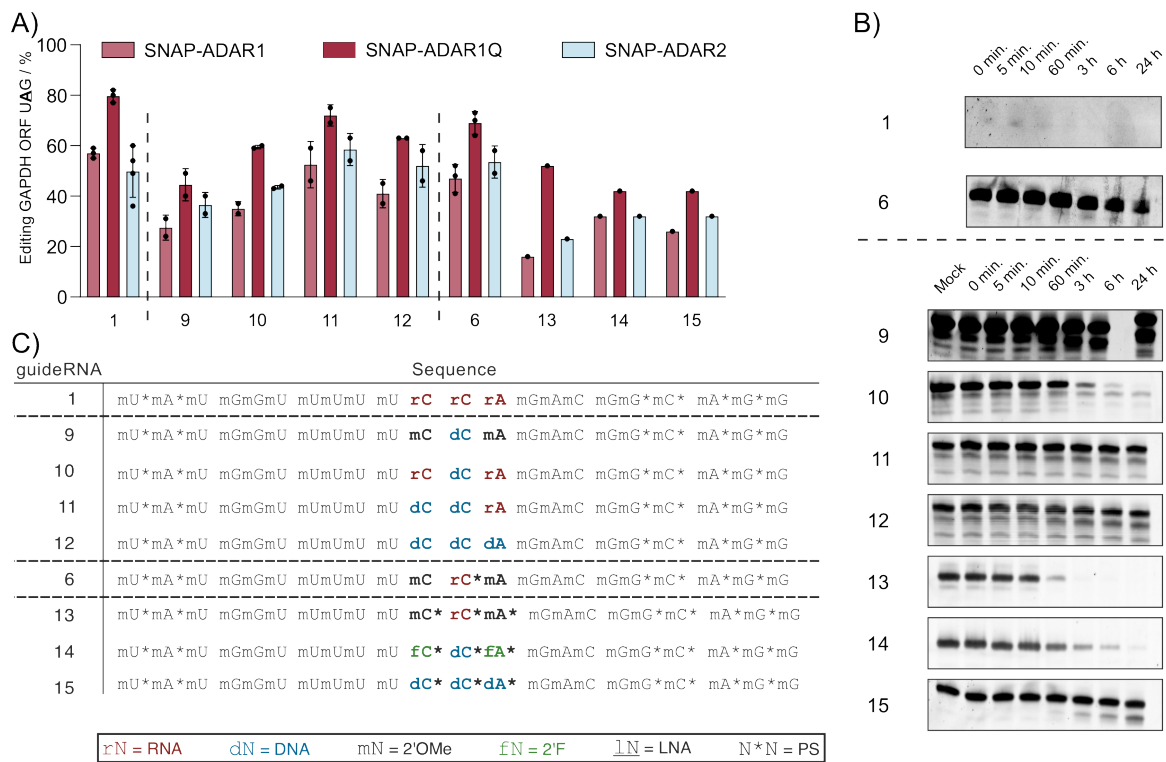 A)
SNAP-ADAR1 SNAP-ADAR1Q SNAP-ADAR2
Editing GAPDH ORF UAG / %
100
80
60
40
20
0
1 9 10 11 12 6 13 14 15
B)
0 min. 5 min. 10 min. 60 min. 3 h 6 h 24 h
1
6
Mock 0 min. 5 min. 10 min. 60 min. 3 h 6 h 24 h
9
10
11
12
13
14
15
C)
guideRNA Sequence
1 mU*mA*mU mGmGmU mUmUmU mU rC rC rA mGmAmC mGmG*mC* mA*mG*mG
9 mU*mA*mU mGmGmU mUmUmU mU mC dC mA mGmAmC mGmG*mC* mA*mG*mG
10 mU*mA*mU mGmGmU mUmUmU mU rC dC rA mGmAmC mGmG*mC* mA*mG*mG
11 mU*mA*mU mGmGmU mUmUmU mU dC dC rA mGmAmC mGmG*mC* mA*mG*mG
12 mU*mA*mU mGmGmU mUmUmU mU dC dC dA mGmAmC mGmG*mC* mA*mG*mG
6 mU*mA*mU mGmGmU mUmUmU mU mC rC*mA mGmAmC mGmG*mC* mA*mG*mG
13 mU*mA*mU mGmGmU mUmUmU mU mC* rC*mA* mGmAmC mGmG*mC* mA*mG*mG
14 mU*mA*mU mGmGmU mUmUmU mU fC* dC*fA* mGmAmC mGmG*mC* mA*mG*mG
15 mU*mA*mU mGmGmU mUmUmU mU dC* dC*dA* mGmAmC mGmG*mC* mA*mG*mG
rN = RNA dN = DNA mN = 2'OMe fN = 2'F lN = LNA N*N = PS